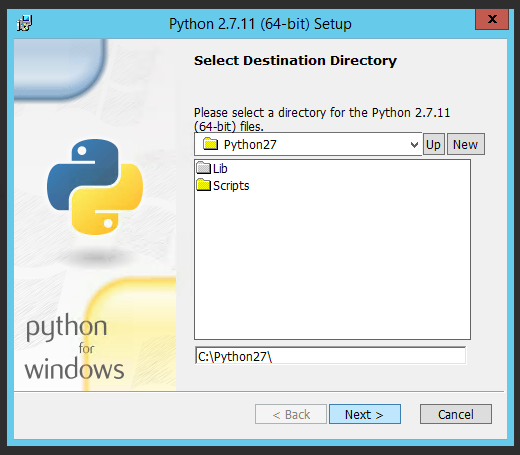 Python 2.7.11 (64-bit) Setup
x
Select Destination Directory
Please select a directory for the Python 2.7.11
(64-bit) files.
Python27
Up
New
Lib
Scripts
C:\Python27\
python
for
windows
< Back
Next >
Cancel